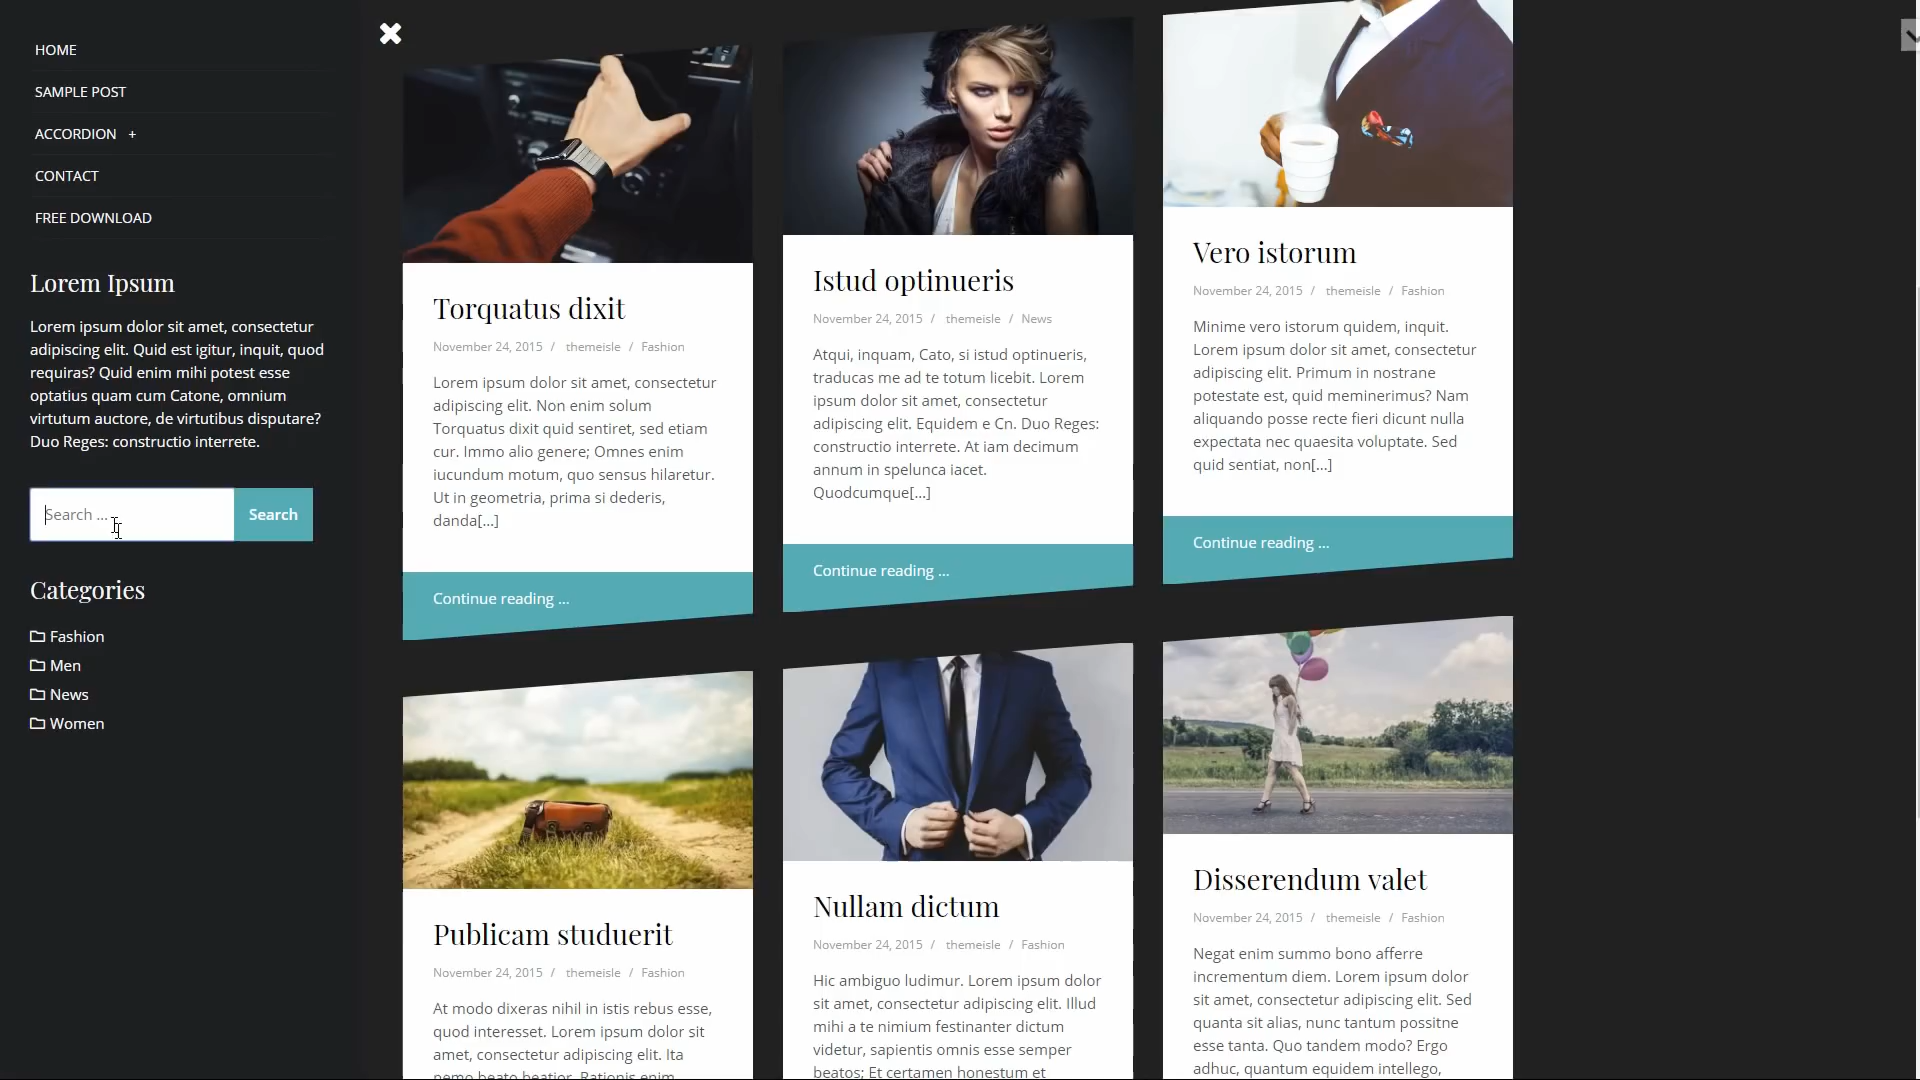 HOME
SAMPLE POST
ACCORDION +
CONTACT
FREE DOWNLOAD
Lorem Ipsum
Lorem ipsum dolor sit amet, consectetur
adipiscing elit. Quid est igitur, inquit, quod
requiras? Quid enim mihi potest esse
optatius quam cum Catone, omnium
virtutum auctore, de virtutibus disputare?
Duo Reges: constructio interrete.
Search ...
Search
Categories
Fashion
Men
News
Women
Torquatus dixit
November 24, 2015 / themeisle / Fashion
Lorem ipsum dolor sit amet, consectetur
adipiscing elit. Non enim solum
Torquatus dixit quid sentiret, sed etiam
cur. Immo alio genere; Omnes enim
iucundum motum, quo sensus hilaretur.
Ut in geometria, prima si dederis,
danda[...]
Continue reading ...
Istud optinueris
November 24, 2015 / themeisle / News
Atqui, inquam, Cato, si istud optinueris,
traducas me ad te totum licebit. Lorem
ipsum dolor sit amet, consectetur
adipiscing elit. Equidem e Cn. Duo Reges:
constructio interrete. At iam decimum
annum in spelunca iacet.
Quodcumque[...]
Continue reading ...
Vero istorum
November 24, 2015 / themeisle / Fashion
Minime vero istorum quidem, inquit.
Lorem ipsum dolor sit amet, consectetur
adipiscing elit. Primum in nostrane
potestate est, quid meminerimus? Nam
aliquando posse recte fieri dicunt nulla
expectata nec quaesita voluptate. Sed
quid sentiat, non[...]
Continue reading ...
Publicam studuerit
November 24, 2015 / themeisle / Fashion
At modo dixeras nihil in istis rebus esse,
quod interesset. Lorem ipsum dolor sit
amet, consectetur adipiscing elit. Ita
nemo beato beatior. Rationis enim
Nullam dictum
November 24, 2015 / themeisle / Fashion
Hic ambiguo ludimur. Lorem ipsum dolor
sit amet, consectetur adipiscing elit. Illud
mihi a te nimium festinanter dictum
videtur, sapientis omnis esse semper
beatos; Et certamen honestum et
Disserendum valet
November 24, 2015 / themeisle / Fashion
Negat enim summo bono afferre
incrementum diem. Lorem ipsum dolor
sit amet, consectetur adipiscing elit. Sed
quanta sit alias, nunc tantum possitne
esse tanta. Quo tandem modo? Ergo
adhuc, quantum equidem intellego,